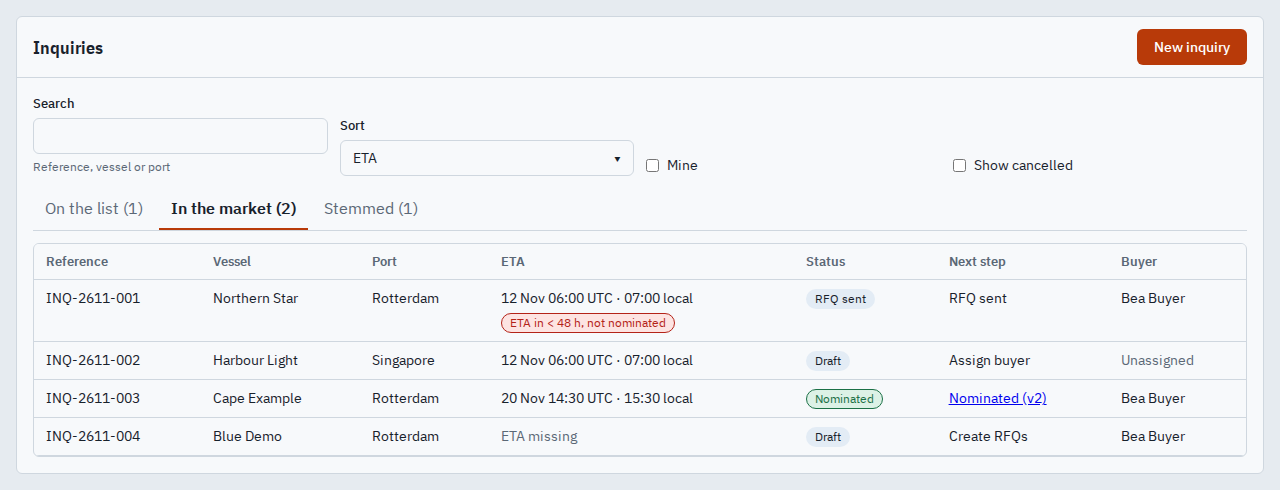 Inquiries
New inquiry
Search
Reference, vessel or port
Sort
ETA
Mine
Show cancelled
On the list (1) In the market (2) Stemmed (1)
Reference Vessel Port ETA Status Next step Buyer
INQ-2611-001 Northern Star Rotterdam 12 Nov 06:00 UTC · 07:00 local RFQ sent RFQ sent Bea Buyer
ETA in < 48 h, not nominated
INQ-2611-002 Harbour Light Singapore 12 Nov 06:00 UTC · 07:00 local Draft Assign buyer Unassigned
INQ-2611-003 Cape Example Rotterdam 20 Nov 14:30 UTC · 15:30 local Nominated Nominated (v2) Bea Buyer
INQ-2611-004 Blue Demo Rotterdam ETA missing Draft Create RFQs Bea Buyer